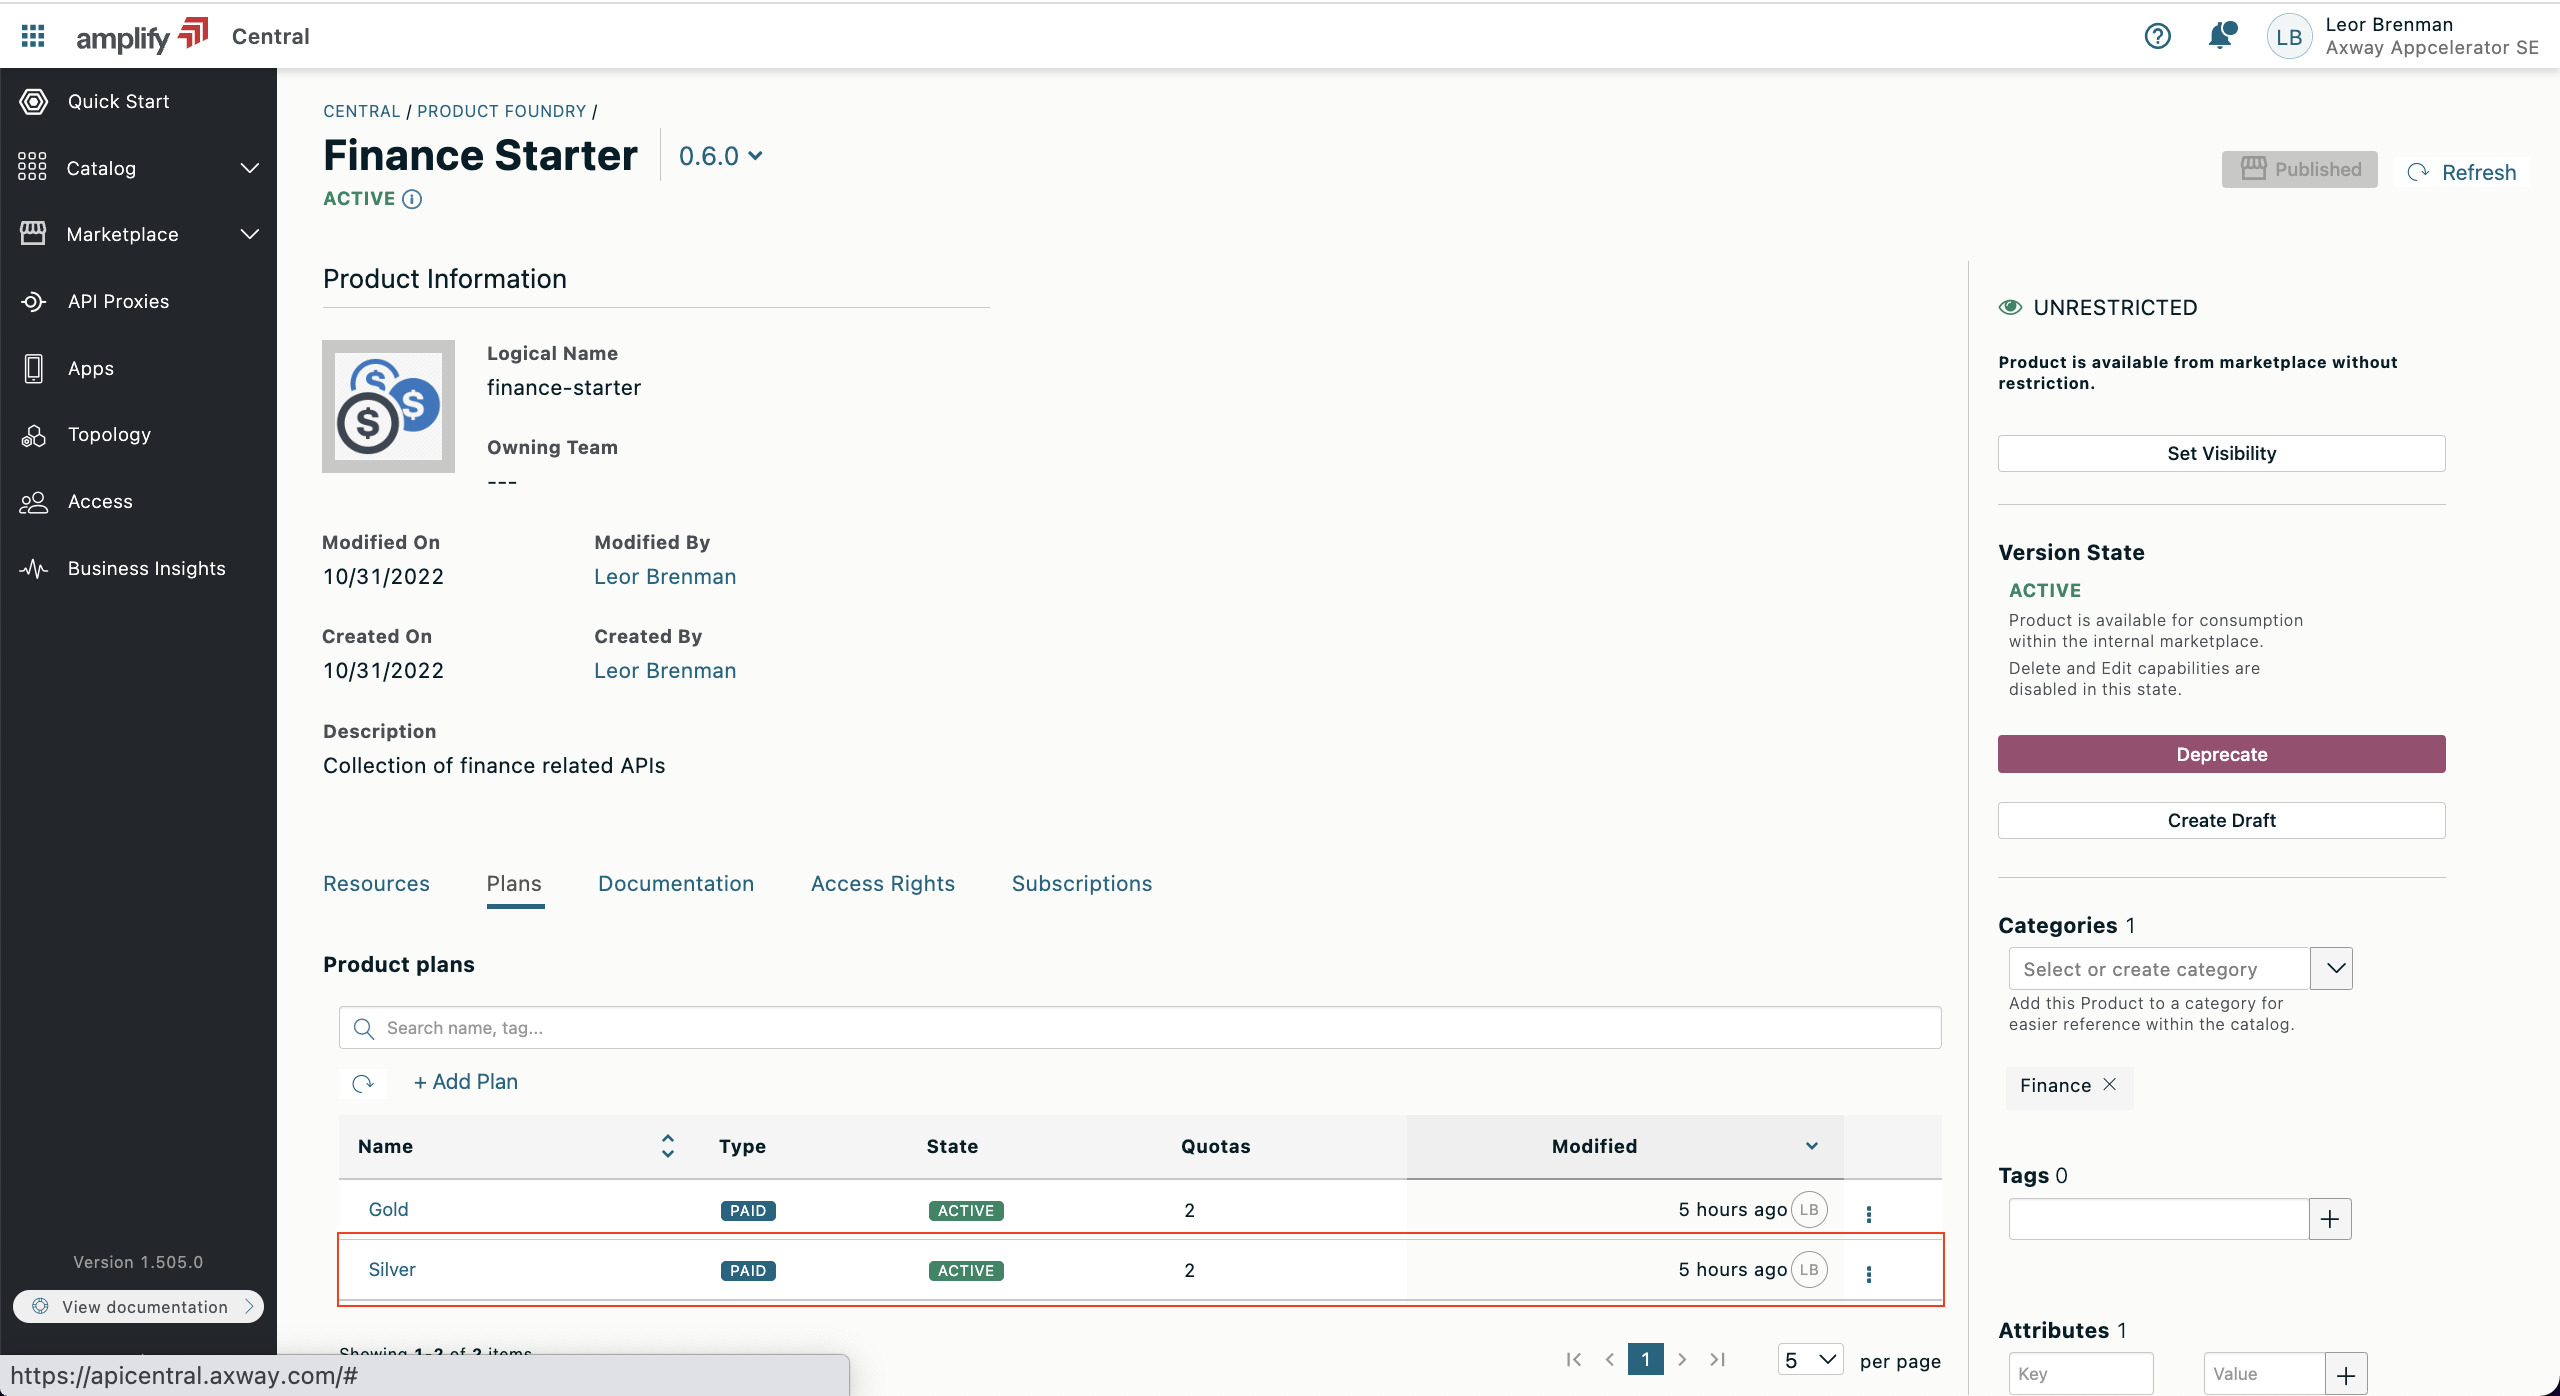 amplify Central
Leor Brenman
LB
Axway Appcelerator SE
Quick Start
Catalog
Marketplace
API Proxies
Apps
Topology
Access
Business Insights
Version 1.505.0
View documentation
https://apicentral.axway.com/#
CENTRAL / PRODUCT FOUNDRY /
Finance Starter 0.6.0
ACTIVE
Published
Refresh
Product Information
Logical Name
finance-starter
Owning Team
---
Modified On Modified By
10/31/2022 Leor Brenman
Created On Created By
10/31/2022 Leor Brenman
Description
Collection of finance related APIs
Resources Plans Documentation Access Rights Subscriptions
Product plans
Search name, tag...
+ Add Plan
Name Type State Quotas Modified
Gold PAID ACTIVE 2 5 hours ago LB
Silver PAID ACTIVE 2 5 hours ago LB
Showing 1-2 of 2 items
1 5 per page
UNRESTRICTED
Product is available from marketplace without
restriction.
Set Visibility
Version State
ACTIVE
Product is available for consumption
within the internal marketplace.
Delete and Edit capabilities are
disabled in this state.
Deprecate
Create Draft
Categories 1
Select or create category
Add this Product to a category for
easier reference within the catalog.
Finance
Tags 0
Attributes 1
Key Value